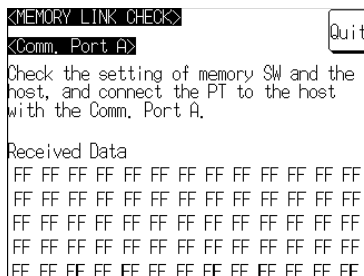 <MEMORY LINK CHECK>
Quit
<Comm. Port A>
Check the setting of memory SW and the
host, and connect the PT to the host
with the Comm. Port A.
Received Data
FF FF FF FF FF FF FF FF FF FF FF FF FF
FF FF FF FF FF FF FF FF FF FF FF FF FF
FF FF FF FF FF FF FF FF FF FF FF FF FF
FF FF FF FF FF FF FF FF FF FF FF FF FF
FF FF FF FF FF FF FF FF FF FF FF FF FF